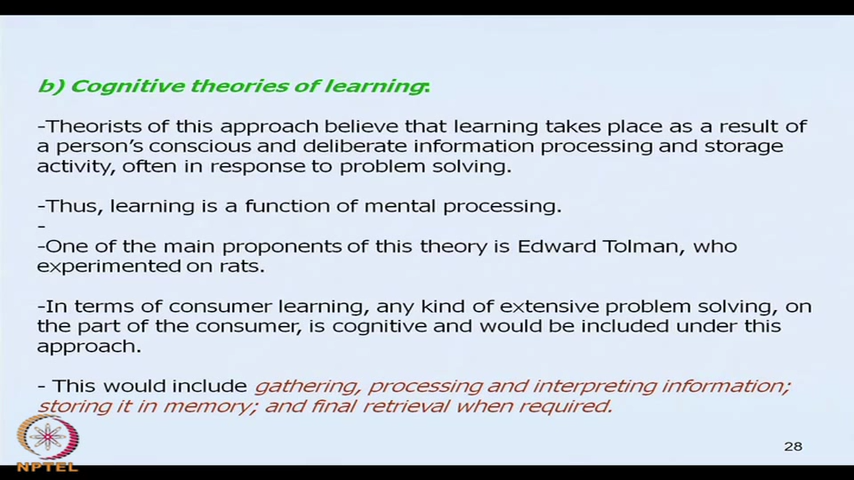 b) Cognitive theories of learning:
-Theorists of this approach believe that learning takes place as a result of
a person's conscious and deliberate information processing and storage
activity, often in response to problem solving.
-Thus, learning is a function of mental processing.
-
-One of the main proponents of this theory is Edward Tolman, who
experimented on rats.
-In terms of consumer learning, any kind of extensive problem solving, on
the part of the consumer, is cognitive and would be included under this
approach.
- This would include gathering, processing and interpreting information;
storing it in memory; and final retrieval when required.
28
NPTEL